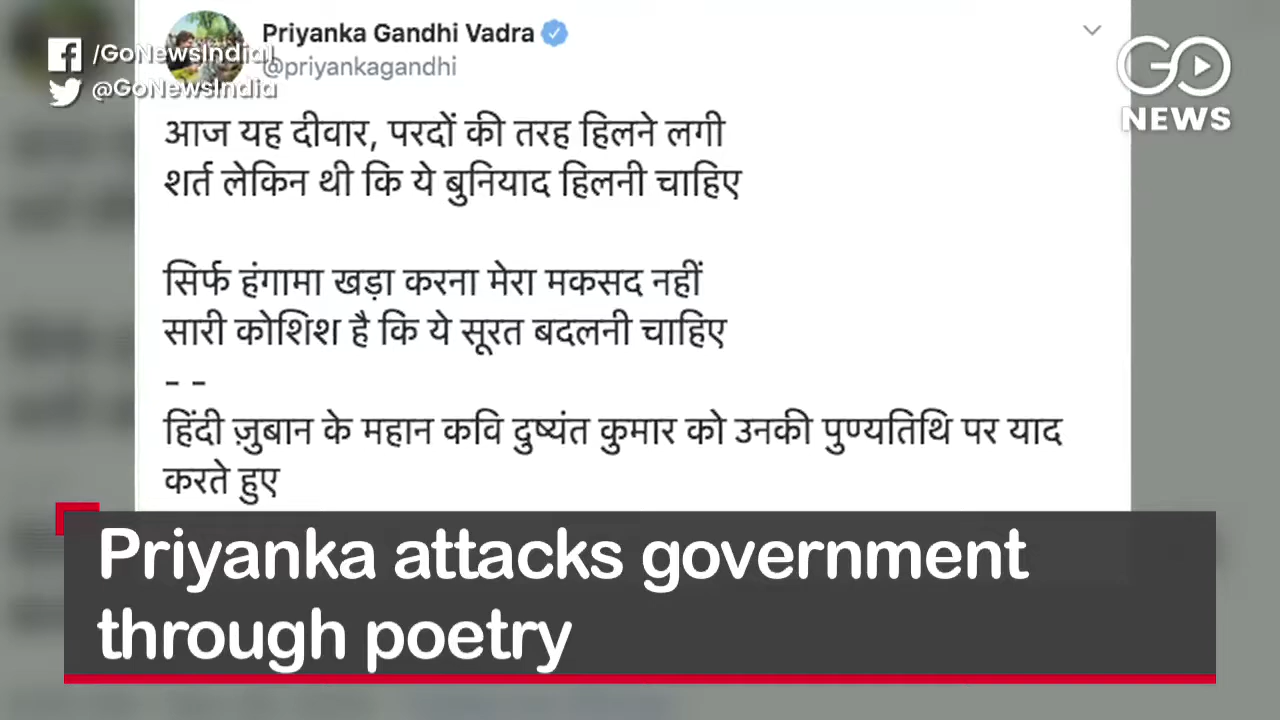 Priyanka Gandhi Vadra
/GoNewsIndia1
@priyankagandhi
@GoNewsIndia
GO
NEWS
आज यह दीवार, परदों की तरह हिलने लगी
शर्त लेकिन थी कि ये बुनियाद हिलनी चाहिए
सिर्फ हंगामा खड़ा करना मेरा मकसद नहीं
सारी कोशिश है कि ये सूरत बदलनी चाहिए
- -
हिंदी ज़ुबान के महान कवि दुष्यंत कुमार को उनकी पुण्यतिथि पर याद
करते हुए
Priyanka attacks government
through poetry